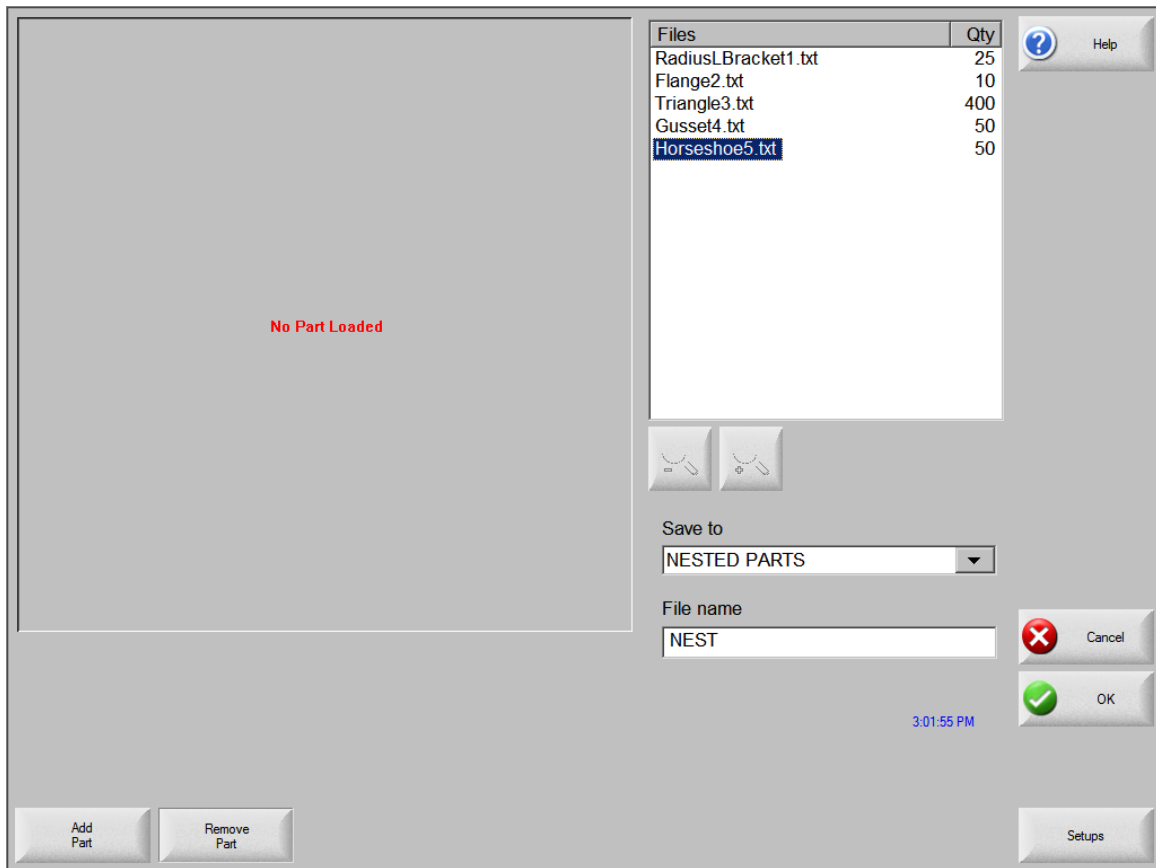 No Part Loaded
Files Qty
RadiusLBracket1.txt 25
Flange2.txt 10
Triangle3.txt 400
Gusset4.txt 50
Horseshoe5.txt 50
Help
Save to
NESTED PARTS
File name
NEST
Cancel
OK
3:01:55 PM
Add
Part
Remove
Part
Setups